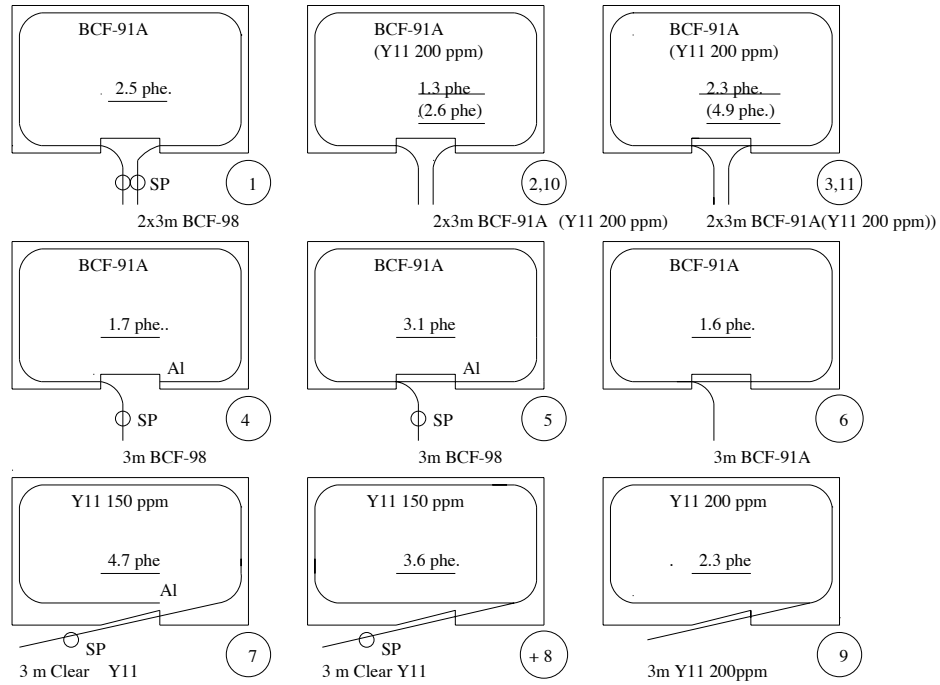 BCF-91A
2.5 phe.
SP
1
2x3m BCF-98
BCF-91A
(Y11 200 ppm)
1.3 phe
(2.6 phe)
2,10
2x3m BCF-91A (Y11 200 ppm)
BCF-91A
(Y11 200 ppm)
2.3 phe.
(4.9 phe.)
3,11
2x3m BCF-91A(Y11 200 ppm))
BCF-91A
1.7 phe..
Al
SP
4
3m BCF-98
BCF-91A
3.1 phe
Al
SP
5
3m BCF-98
BCF-91A
1.6 phe.
6
3m BCF-91A
Y11 150 ppm
4.7 phe
Al
SP
7
3 m Clear Y11
Y11 150 ppm
3.6 phe.
SP
+ 8
3 m Clear Y11
Y11 200 ppm
2.3 phe
9
3m Y11 200ppm